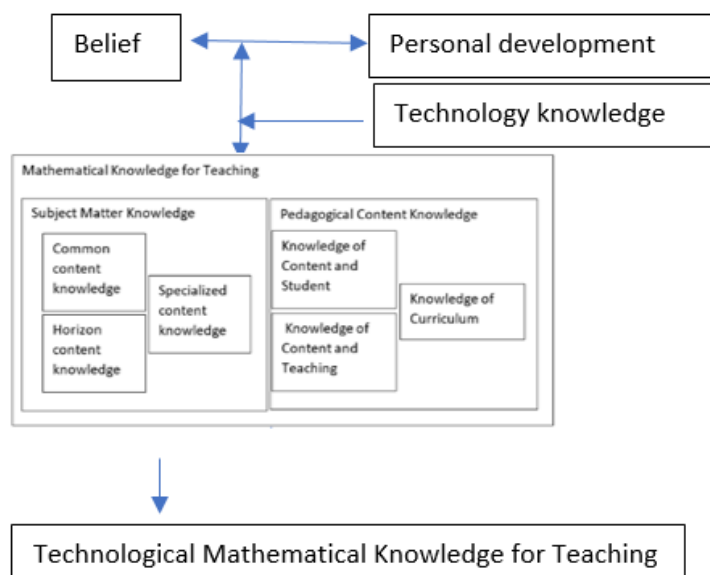 Belief
Personal development
Technology knowledge
Mathematical Knowledge for Teaching
Subject Matter Knowledge
Common
content
knowledge
Specialized
content
knowledge
Horizon
content
knowledge
Pedagogical Content Knowledge
Knowledge of
Content and
Student
Knowledge of
Curriculum
Knowledge of
Content and
Teaching
Technological Mathematical Knowledge for Teaching